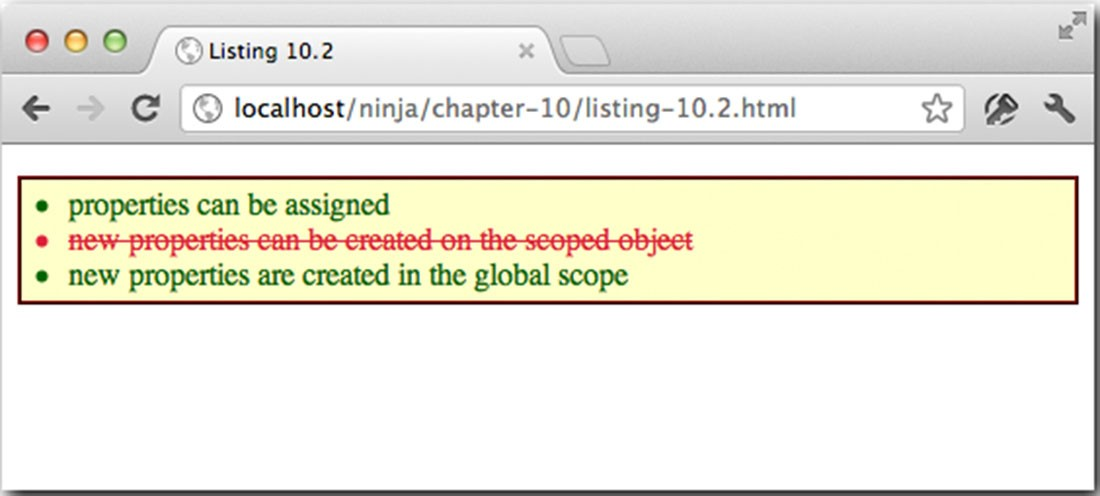 Listing 10.2
localhost/ninja/chapter-10/listing-10.2.html
properties can be assigned
new properties can be created on the scoped object
new properties are created in the global scope